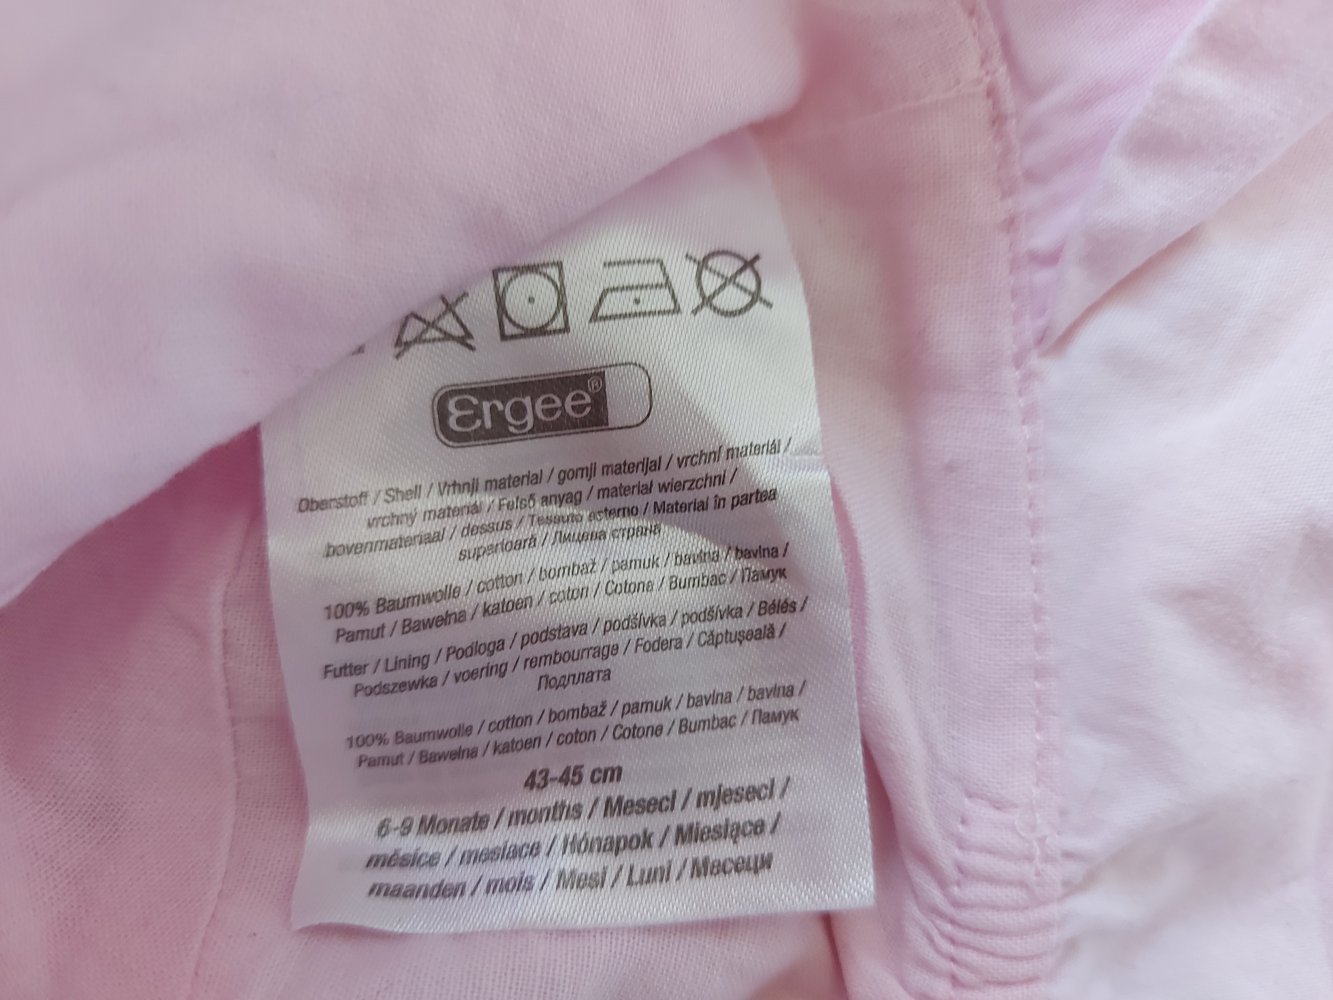 Ergee®
Oberstoff / Shell / Vrhnji material / gornji materijal / vrchní materiál /
vrchný materiál / Felső anyag / materiał wierzchni /
bovenmateriaal / dessus / Tessuto esterno / Material în partea
superioară / Лицева страна
100% Baumwolle / cotton / bombaž / pamuk / bavlna / bavlna /
Pamut / Bawełna / katoen / coton / Cotone / Bumbac / Памук
Futter / Lining / Podloga / podstava / podšívka / podšívka / Bélés /
Podszewka / voering / rembourrage / Fodera / Căptuşeală /
Подплата
100% Baumwolle / cotton / bombaž / pamuk / bavlna / bavlna /
Pamut / Bawełna / katoen / coton / Cotone / Bumbac / Памук
43-45 cm
6-9 Monate / months / Meseci / mjeseci /
měsíce / mesiace / Hónapok / Miesiące /
maanden / mois / Mesi / Luni / Месеци